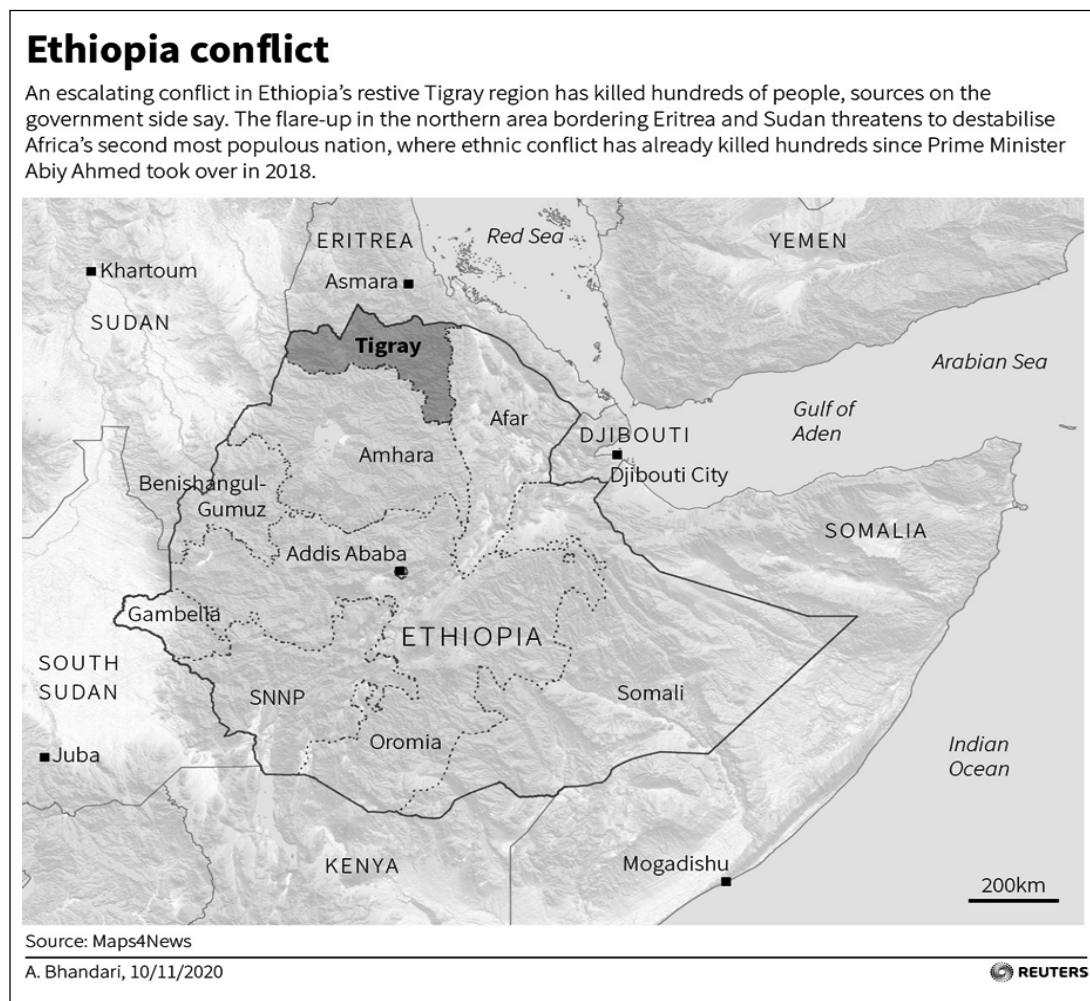 Ethiopia conflict
An escalating conflict in Ethiopia’s restive Tigray region has killed hundreds of people, sources on the
government side say. The flare-up in the northern area bordering Eritrea and Sudan threatens to destabilise
Africa’s second most populous nation, where ethnic conflict has already killed hundreds since Prime Minister
Abiy Ahmed took over in 2018.
ERITREA
Red Sea
YEMEN
Khartoum
Asmara
SUDAN
Tigray
Arabian Sea
Afar
Gulf of
Aden
DJIBOUTI
Amhara
Djibouti City
Benishangul-
Gumuz
SOMALIA
Addis Ababa
Gambella
ETHIOPIA
SOUTH
SUDAN
SNNP
Somali
Oromia
Juba
Indian
Ocean
KENYA
Mogadishu
200km
Source: Maps4News
A. Bhandari, 10/11/2020
REUTERS